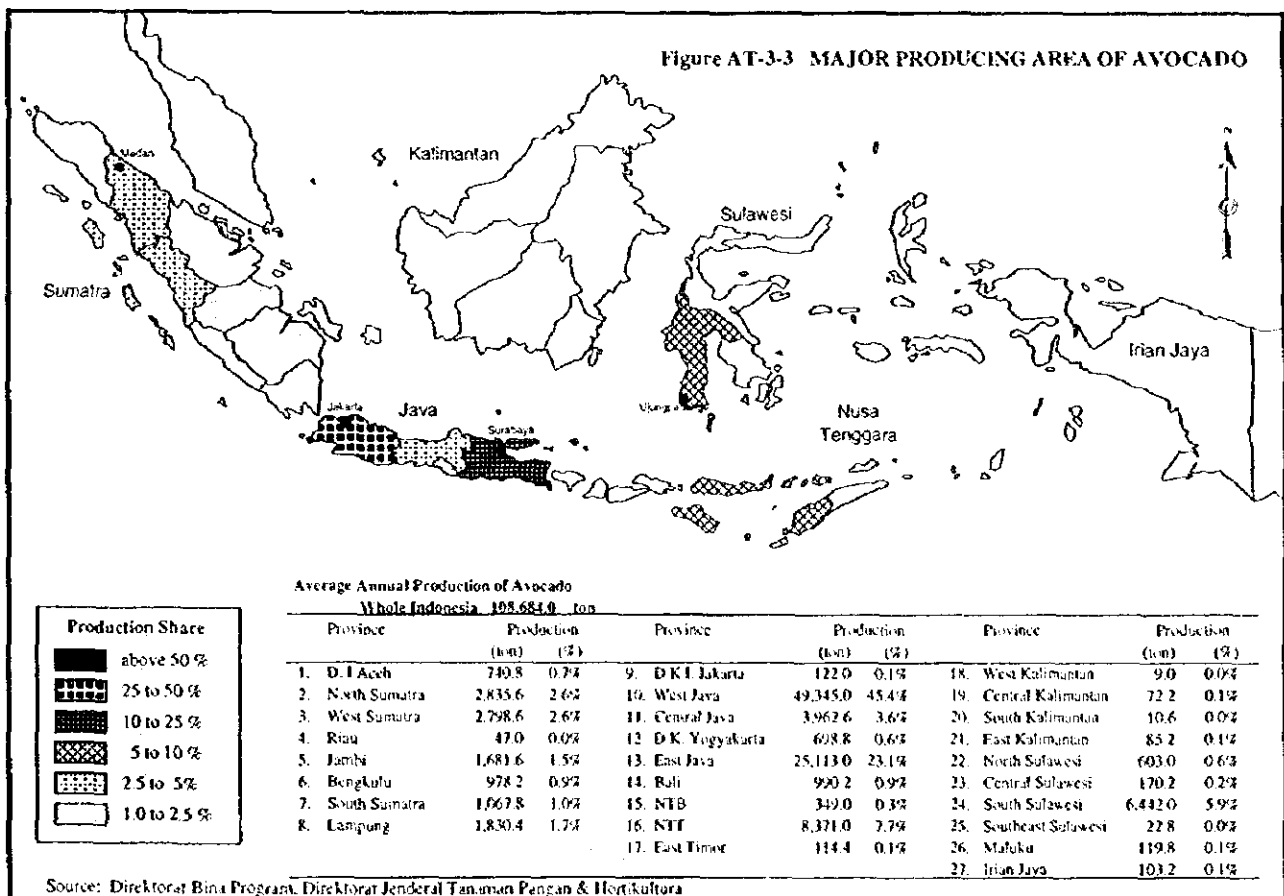 Figure AT-3-3 MAJOR PRODUCING AREA OF AVOCADO
Medan
Kalimantan
Sulawesi
Sumatra
Irian Jaya
Jakarta
Java
Surabaya
Nusa
Tenggara
Average Annual Production of Avocado
Whole Indonesia 108,684.0 ton
Production Share
above 50 %
25 to 50 %
10 to 25 %
5 to 10 %
2.5 to 5%
1.0 to 2.5 %
Province Production Province Production Province Production
(ton) (%) (ton) (%) (ton) (%)
1. D. I Aceh 740.8 0.7% 9. D K I. Jakarta 122.0 0.1% 18. West Kalimantan 9.0 0.0%
2. North Sumatra 2,835.6 2.6% 10. West Java 49,345.0 45.4% 19. Central Kalimantan 72.2 0.1%
3. West Sumatra 2,798.6 2.6% 11. Central Java 3,962.6 3.6% 20. South Kalimantan 10.6 0.0%
4. Riau 47.0 0.0% 12. D.K. Yogyakarta 698.8 0.6% 21. East Kalimantan 85.2 0.1%
5. Jambi 1,681.6 1.5% 13. East Java 25,113.0 23.1% 22. North Sulawesi 603.0 0.6%
6. Bengkulu 978.2 0.9% 14. Bali 990.2 0.9% 23. Central Sulawesi 170.2 0.2%
7. South Sumatra 1,067.8 1.0% 15. NTB 349.0 0.3% 24. South Sulawesi 6,442.0 5.9%
8. Lampung 1,830.4 1.7% 16. NTT 8,371.0 7.7% 25. Southeast Sulawesi 22.8 0.0%
17. East Timor 114.4 0.1% 26. Maluku 119.8 0.1%
27. Irian Jaya 103.2 0.1%
Source: Direktorat Bina Program, Direktorat Jenderal Tanaman Pangan & Hortikultura